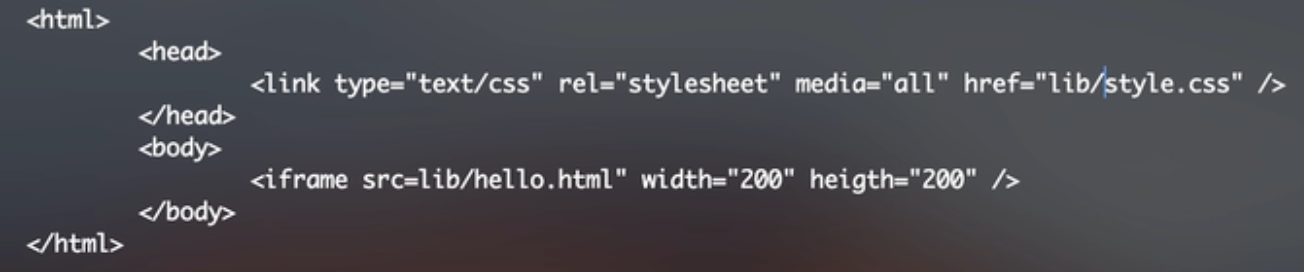 <html>
<head>
<link type="text/css" rel="stylesheet" media="all" href="lib/style.css" />
</head>
<body>
<iframe src=lib/hello.html" width="200" heigth="200" />
</body>
</html>